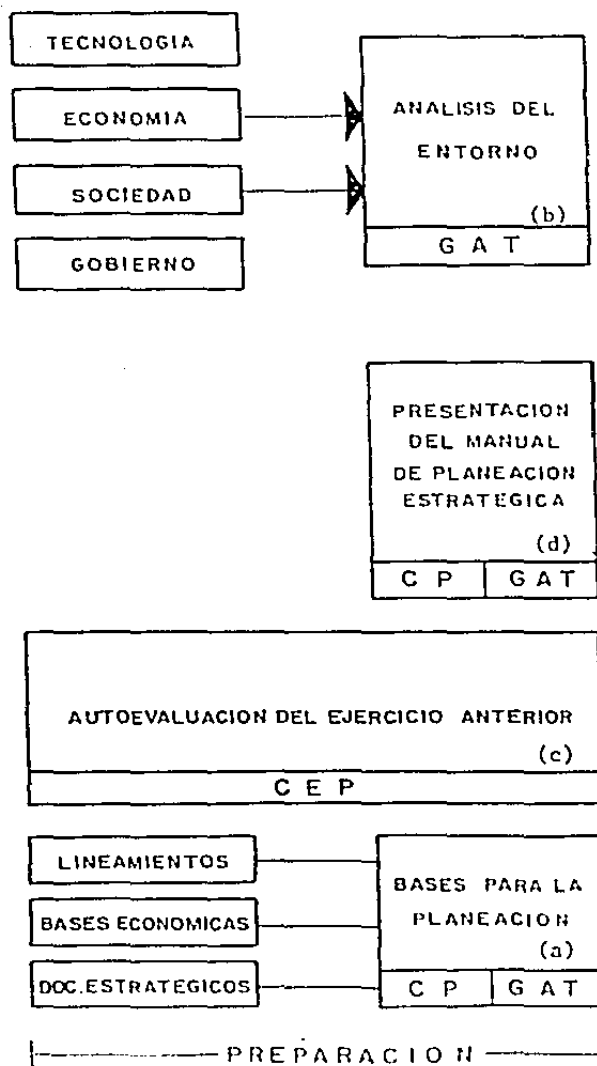 TECNOLOGIA
ECONOMIA
SOCIEDAD
GOBIERNO
ANALISIS DEL
ENTORNO
(b)
G A T
PRESENTACION
DEL MANUAL
DE PLANEACION
ESTRATEGICA
(d)
C P G A T
AUTOEVALUACION DEL EJERCICIO ANTERIOR
(c)
C E P
LINEAMIENTOS
BASES ECONOMICAS
DOC.ESTRATEGICOS
BASES PARA LA
PLANEACION
(a)
C P G A T
PREPARACION